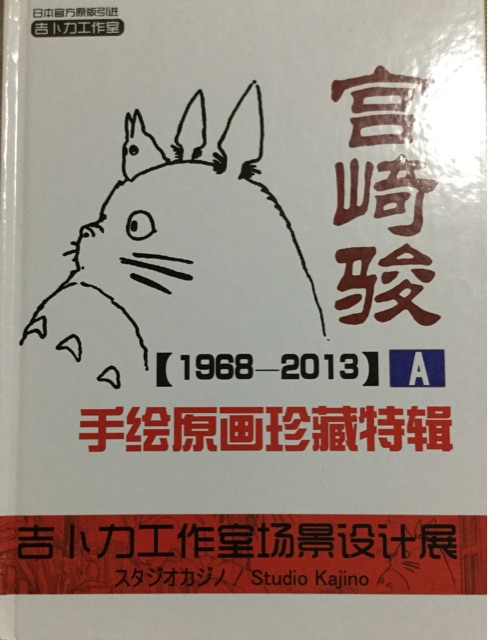 日本官方原版引进
吉卜力工作室
宫崎骏
【1968—2013】 A
手绘原画珍藏特辑
吉卜力工作室场景设计展
スタジオカジノ / Studio Kajino